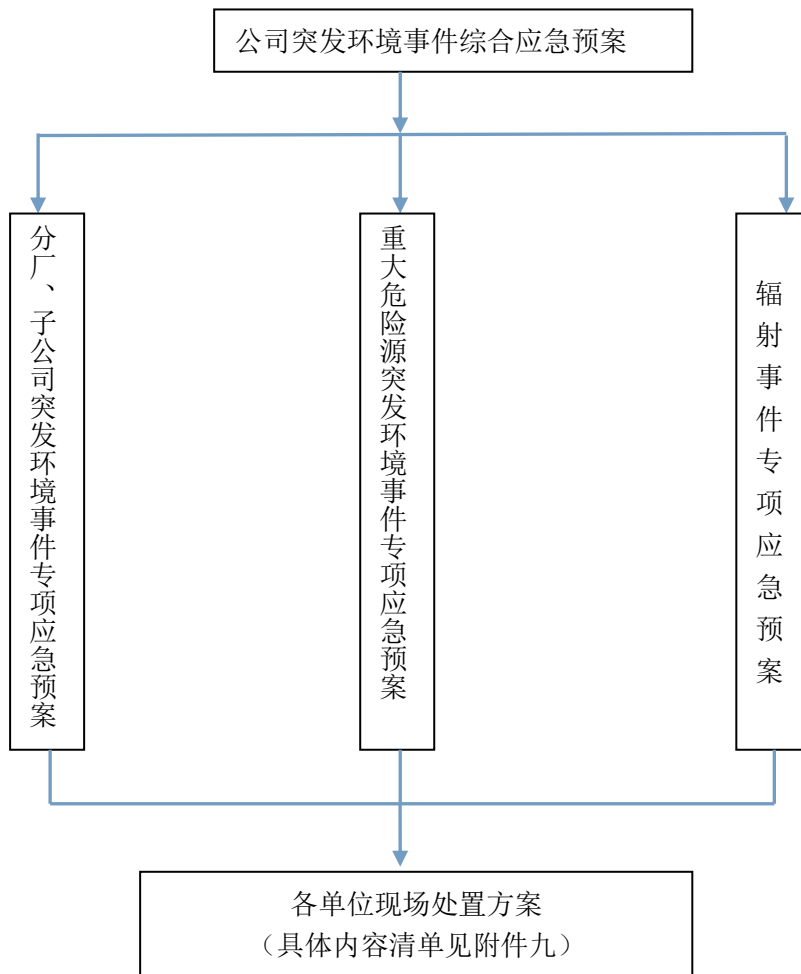 公司突发环境事件综合应急预案
分厂、子公司突发环境事件专项应急预案
重大危险源突发环境事件专项应急预案
辐射事件专项应急预案
各单位现场处置方案
（具体内容清单见附件九）